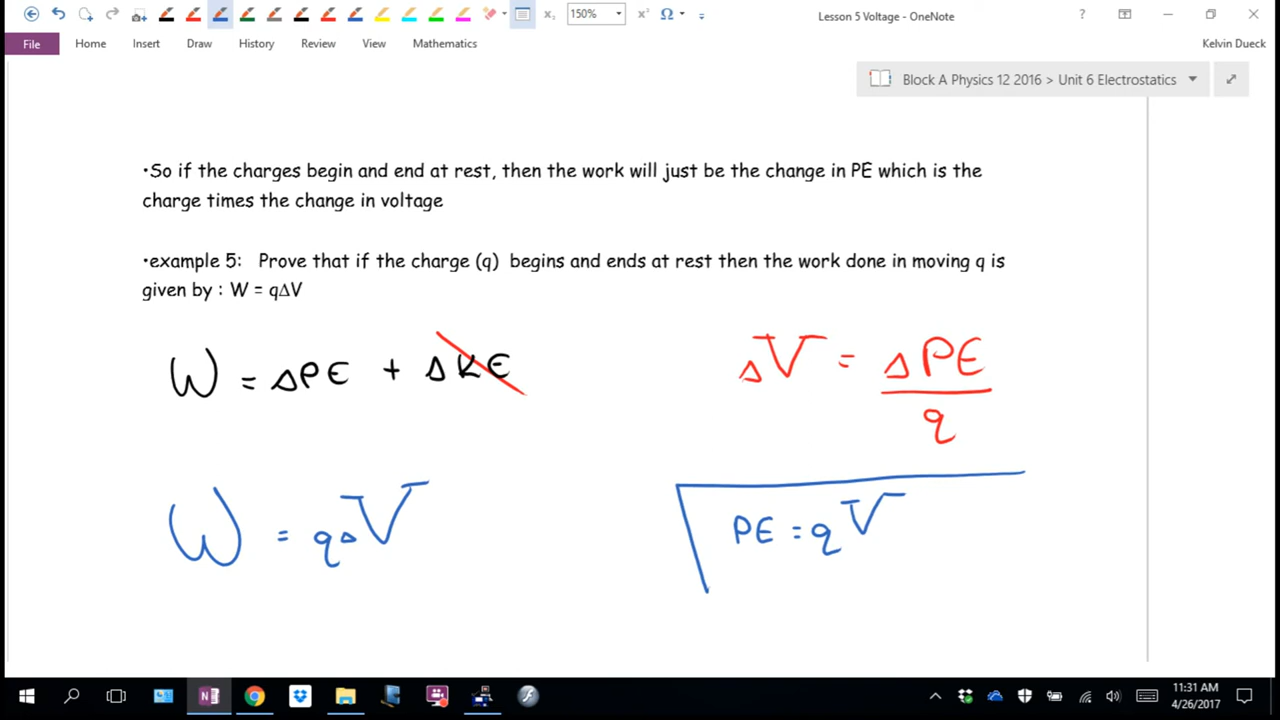 150%
Lesson 5 Voltage - OneNote
File Home Insert Draw History Review View Mathematics Kelvin Dueck
Block A Physics 12 2016 > Unit 6 Electrostatics
•So if the charges begin and end at rest, then the work will just be the change in PE which is the
charge times the change in voltage
•example 5: Prove that if the charge (q) begins and ends at rest then the work done in moving q is
given by : W = qΔV
W = ΔPE + ΔKE
ΔV = ΔPE
q
W = qΔV
PE = qV
11:31 AM
4/26/2017